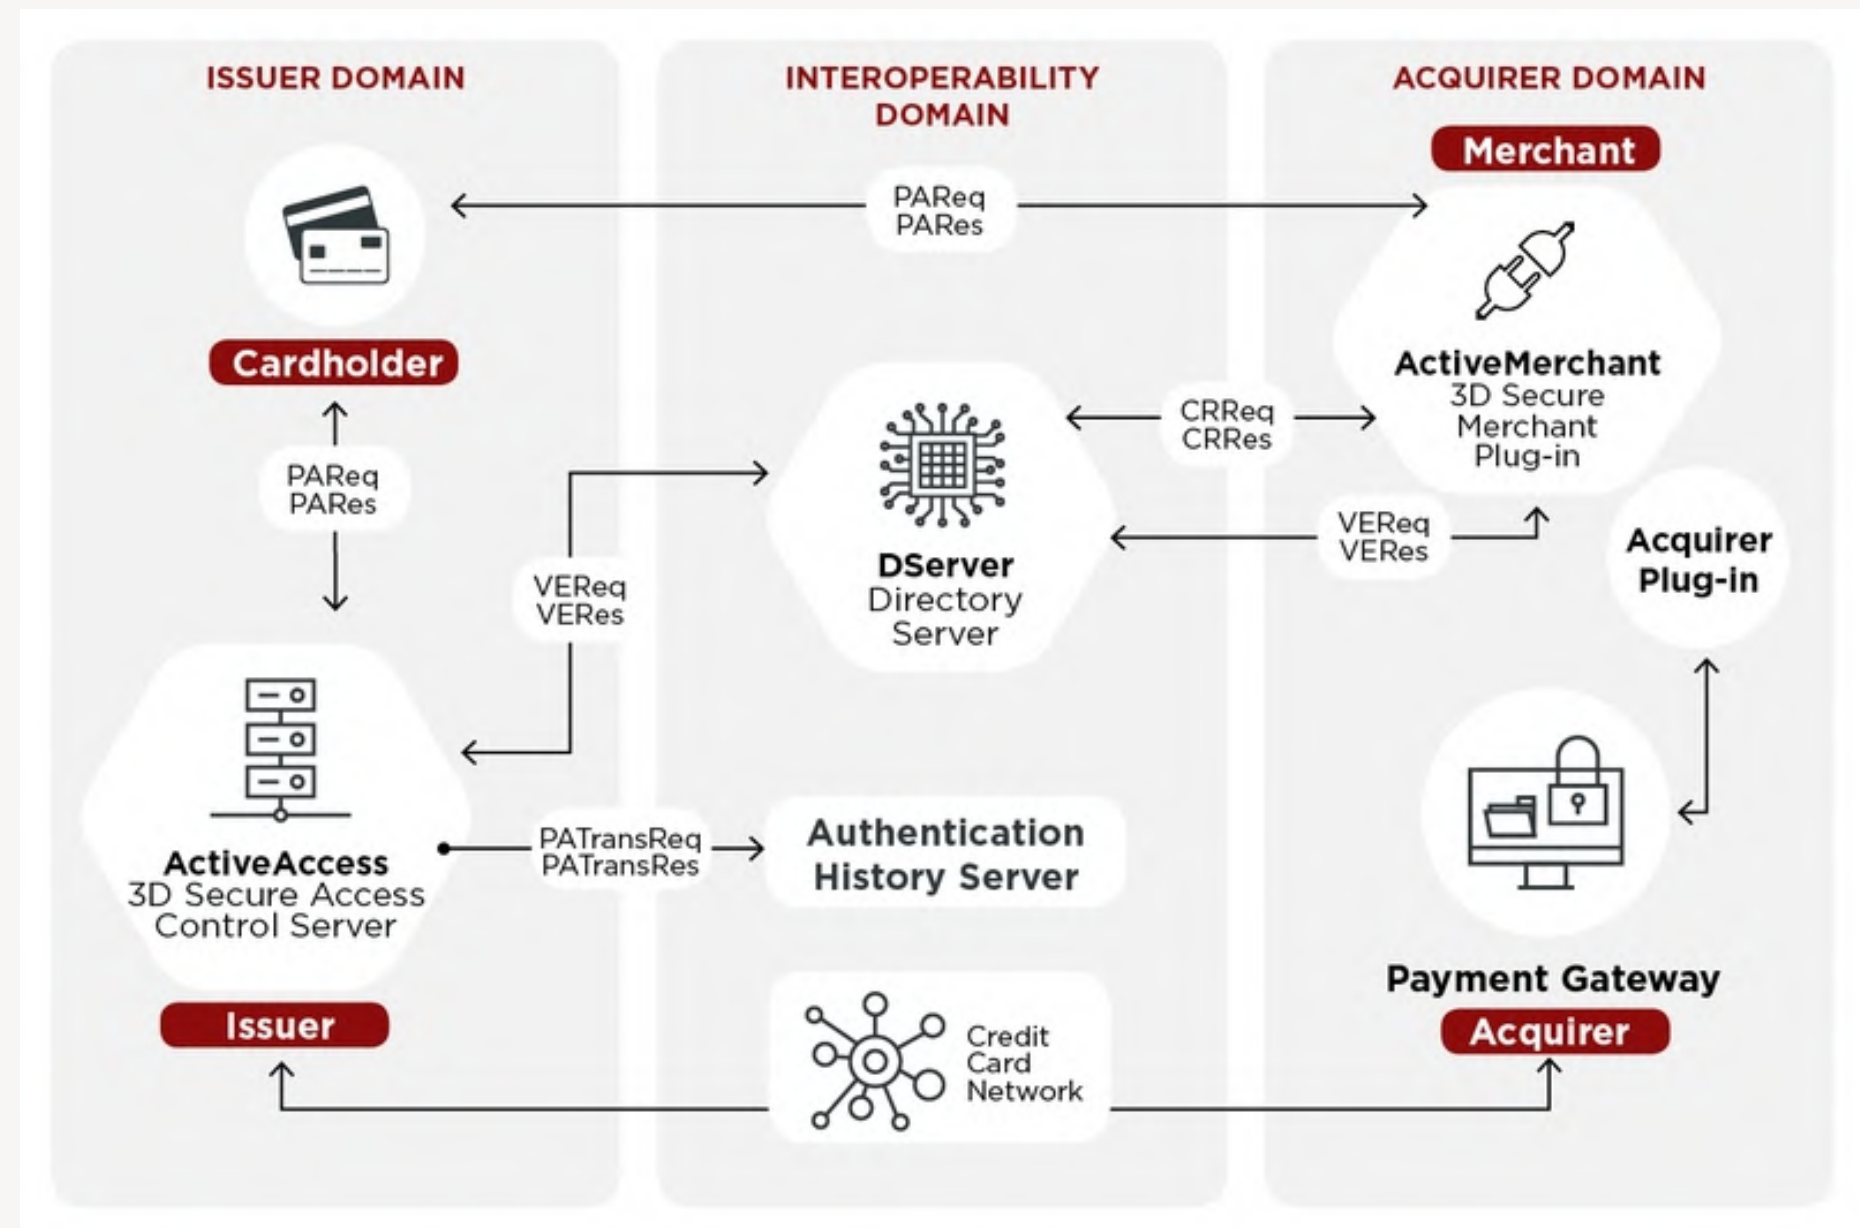 ISSUER DOMAIN
INTEROPERABILITY
DOMAIN
ACQUIRER DOMAIN
Merchant
PAReq
PARes
Cardholder
ActiveMerchant
3D Secure
Merchant
Plug-in
CRReq
CRRes
PAReq
PARes
VEReq
VERes
DServer
Directory
Server
VEReq
VERes
Acquirer
Plug-in
ActiveAccess
3D Secure Access
Control Server
PATransReq
PATransRes
Authentication
History Server
Payment Gateway
Issuer
Acquirer
Credit
Card
Network